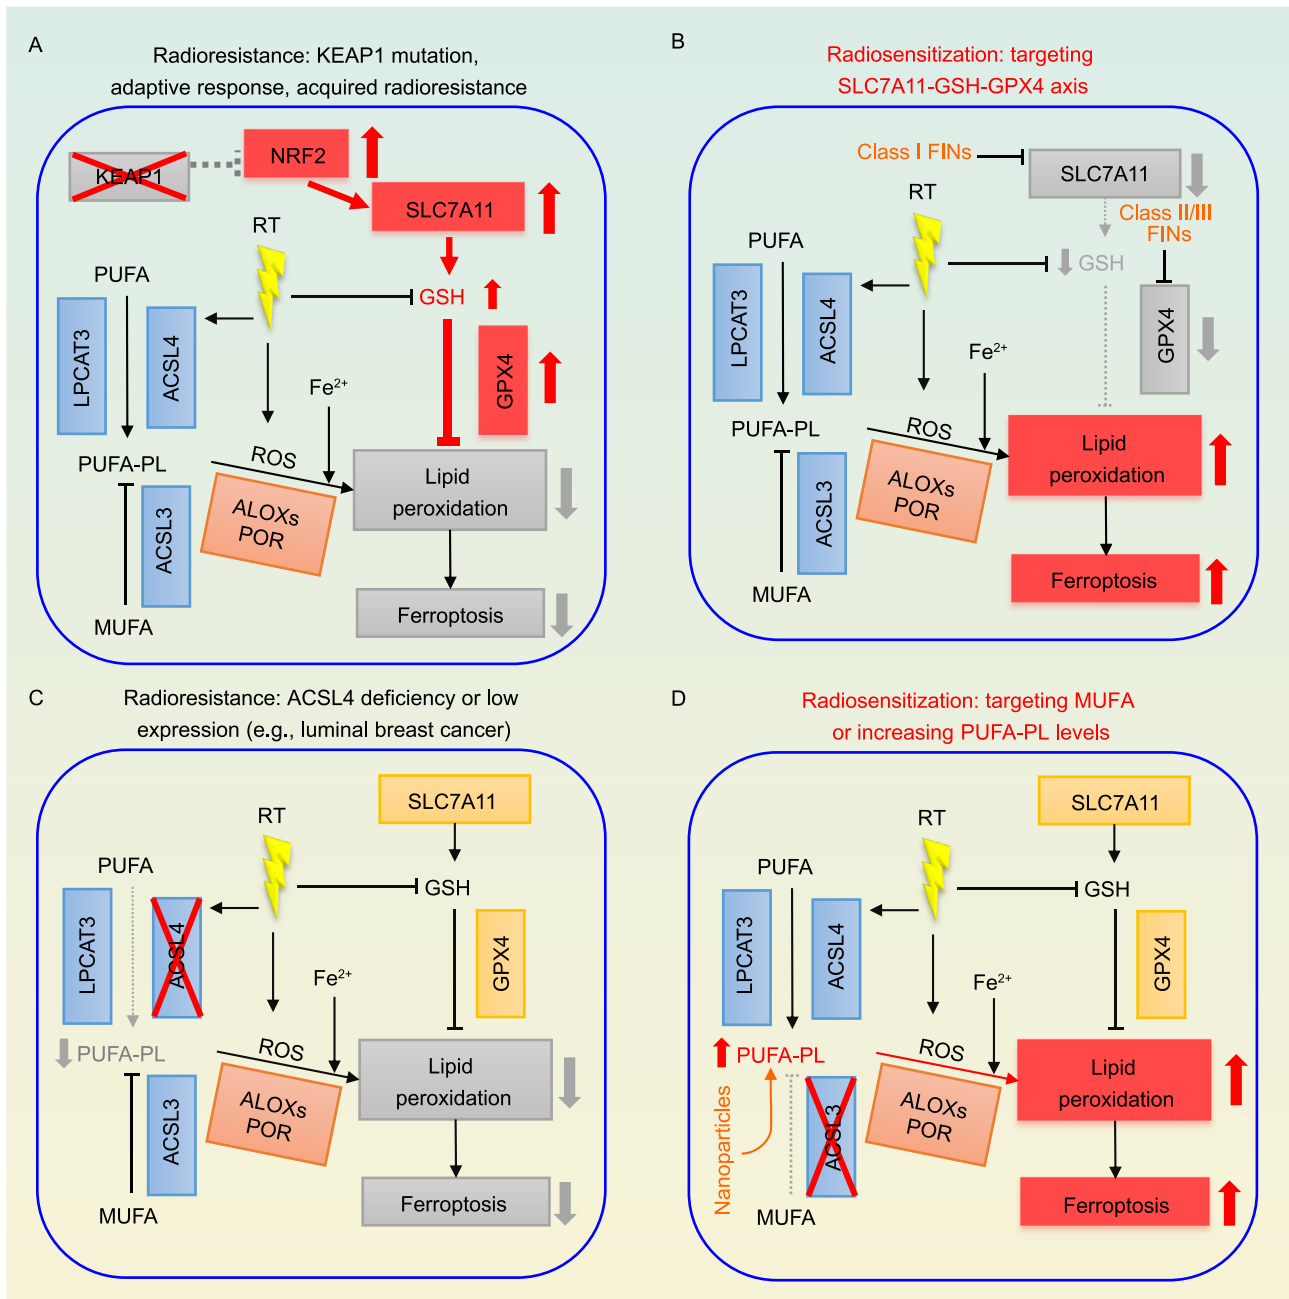 A
Radioresistance: KEAP1 mutation,
adaptive response, acquired radioresistance
KEAP1
NRF2
SLC7A11
RT
PUFA
GSH
LPCAT3
ACSL4
GPX4
Fe2+
PUFA-PL
ROS
ALOXs
POR
Lipid
peroxidation
ACSL3
MUFA
Ferroptosis
B
Radiosensitization: targeting
SLC7A11-GSH-GPX4 axis
Class I FINs
SLC7A11
Class II/III
FINs
RT
PUFA
GSH
LPCAT3
ACSL4
GPX4
Fe2+
PUFA-PL
ROS
ALOXs
POR
Lipid
peroxidation
ACSL3
MUFA
Ferroptosis
C
Radioresistance: ACSL4 deficiency or low
expression (e.g., luminal breast cancer)
SLC7A11
RT
PUFA
GSH
LPCAT3
ACSL4
GPX4
Fe2+
PUFA-PL
ROS
ALOXs
POR
Lipid
peroxidation
ACSL3
MUFA
Ferroptosis
D
Radiosensitization: targeting MUFA
or increasing PUFA-PL levels
SLC7A11
RT
PUFA
GSH
LPCAT3
ACSL4
GPX4
Fe2+
PUFA-PL
ROS
ALOXs
POR
Lipid
peroxidation
Nanoparticles
ACSL3
MUFA
Ferroptosis